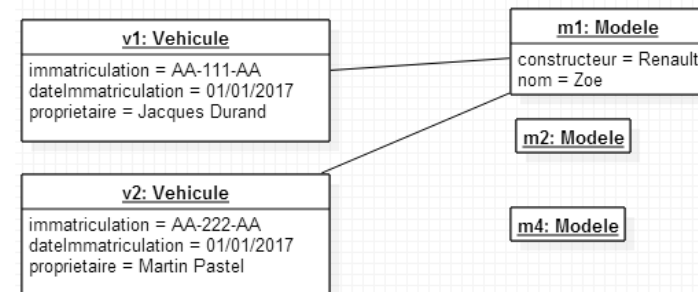 v1: Vehicule
immatriculation = AA-111-AA
dateImmatriculation = 01/01/2017
proprietaire = Jacques Durand
m1: Modele
constructeur = Renault
nom = Zoe
m2: Modele
v2: Vehicule
immatriculation = AA-222-AA
dateImmatriculation = 01/01/2017
proprietaire = Martin Pastel
m4: Modele